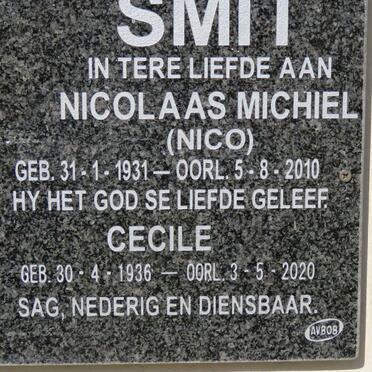 SMIT
IN TERE LIEFDE AAN
NICOLAAS MICHIEL
(NICO)
GEB. 31 - 1 - 1931 — OORL. 5 - 8 - 2010
HY HET GOD SE LIEFDE GELEEF.
CECILE
GEB. 30 - 4 - 1936 — OORL. 3 - 5 - 2020
SAG, NEDERIG EN DIENSBAAR.
AVBOB